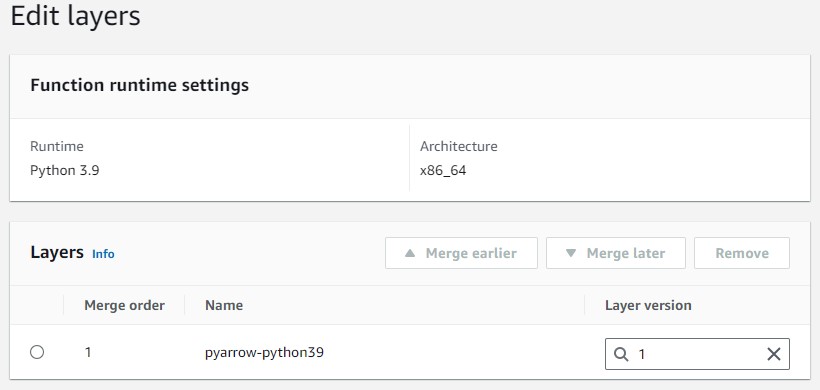 Edit layers
Function runtime settings
Runtime
Architecture
Python 3.9
x86_64
Layers Info
Merge earlier
Merge later
Remove
Merge order
Name
Layer version
1
pyarrow-python39
1